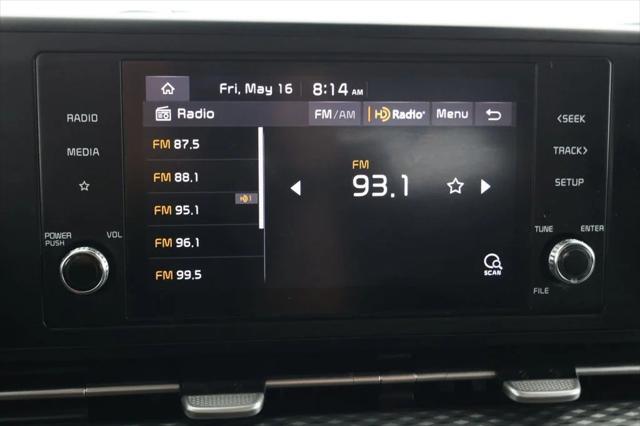 Fri, May 16 8:14 AM
Radio FM/AM HD Radio Menu
FM 87.5
FM 88.1
FM 95.1 HD 1
FM 96.1
FM 99.5
FM
93.1
SCAN
RADIO
MEDIA
POWER PUSH VOL
<SEEK
TRACK>
SETUP
TUNE ENTER
FILE